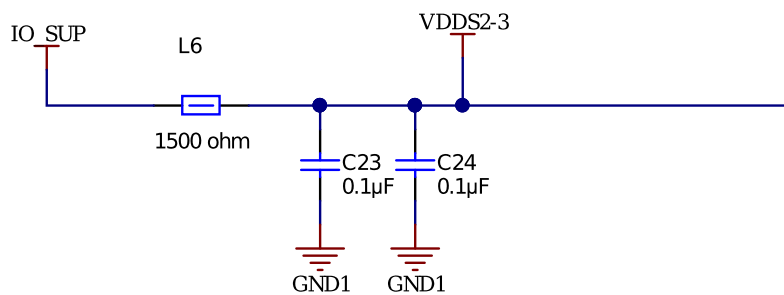 VDDS2-3
IO_SUP
L6
1500 ohm
C23
0.1µF
C24
0.1µF
GND1
GND1